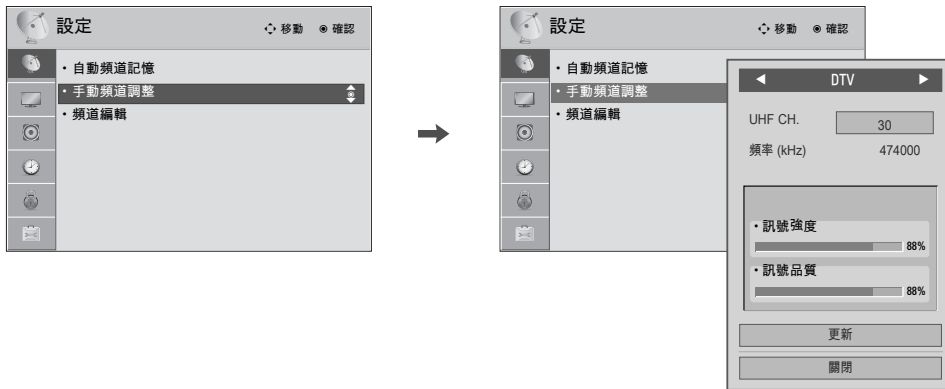 設定
移動 確認
・自動頻道記憶
・手動頻道調整
・頻道編輯
設定
移動 確認
・自動頻道記憶
・手動頻道調整
・頻道編輯
DTV
UHF CH. 30
頻率 (kHz) 474000
・訊號強度
88%
・訊號品質
88%
更新
關閉